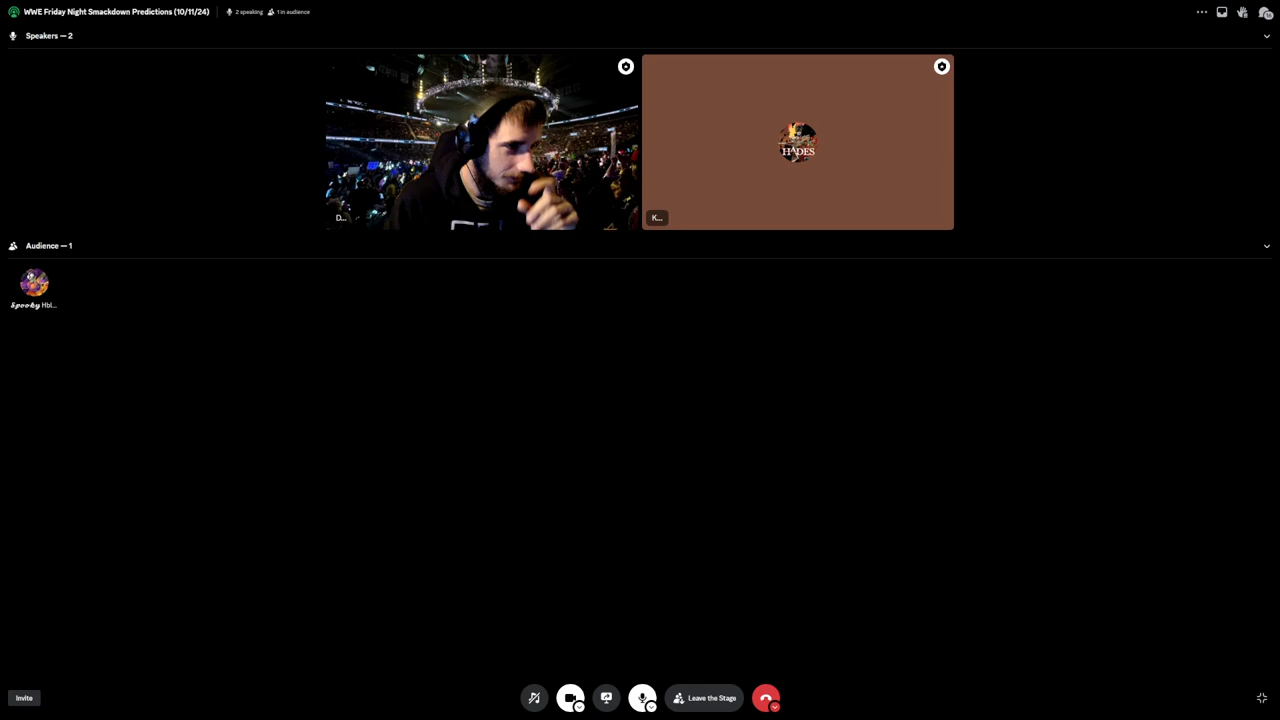 WWE Friday Night Smackdown Predictions (10/11/24)
2 speaking
1 in audience
Speakers — 2
D...
HADES
K...
Audience — 1
Spooky Hbl...
Invite
Leave the Stage